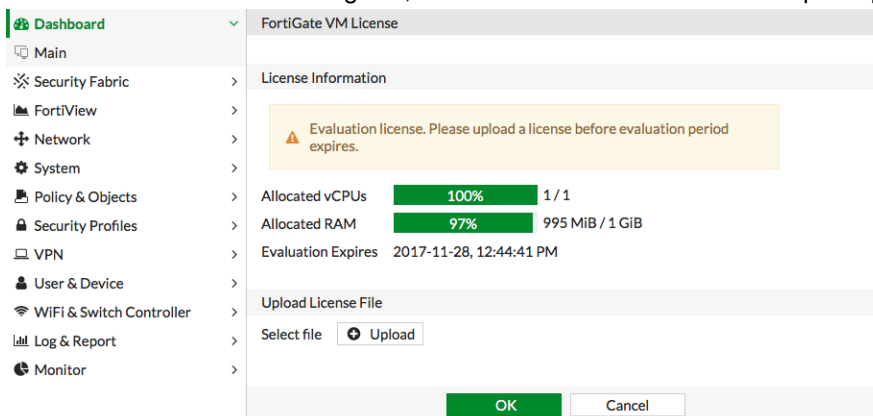 Dashboard
Main
Security Fabric
FortiView
Network
System
Policy & Objects
Security Profiles
VPN
User & Device
WiFi & Switch Controller
Log & Report
Monitor
FortiGate VM License
License Information
Evaluation license. Please upload a license before evaluation period
expires.
Allocated vCPUs 100% 1 / 1
Allocated RAM 97% 995 MiB / 1 GiB
Evaluation Expires 2017-11-28, 12:44:41 PM
Upload License File
Select file Upload
OK Cancel